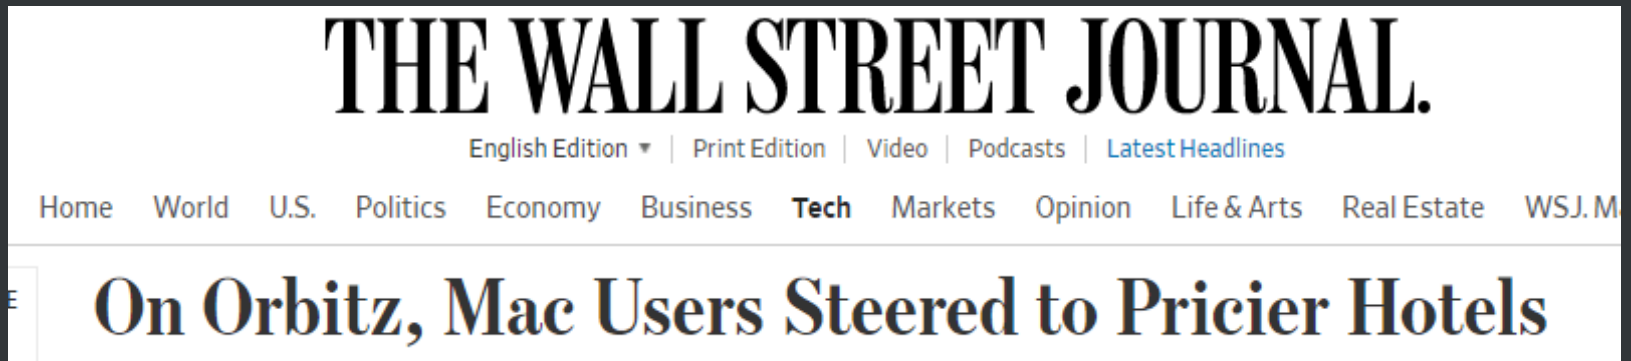 THE WALL STREET JOURNAL.
English Edition ▼ | Print Edition | Video | Podcasts | Latest Headlines
Home World U.S. Politics Economy Business Tech Markets Opinion Life & Arts Real Estate WSJ.
E
On Orbitz, Mac Users Steered to Pricier Hotels